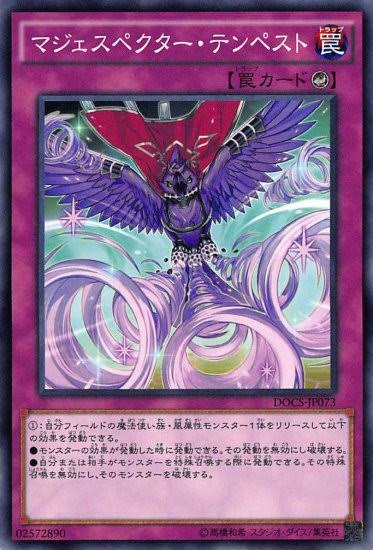 マジェスペクター・テンペスト
トラップ
罠
【罠カード】
DOCS-JP073
①:自分フィールドの魔法使い族・風属性モンスター1体をリリースして以下
の効果を発動できる。
●モンスターの効果が発動した時に発動できる。その発動を無効にし破壊する。
●自分または相手がモンスターを特殊召喚する際に発動できる。その特殊
召喚を無効にし、そのモンスターを破壊する。
02572890
©高橋和希 スタジオ・ダイス/集英社